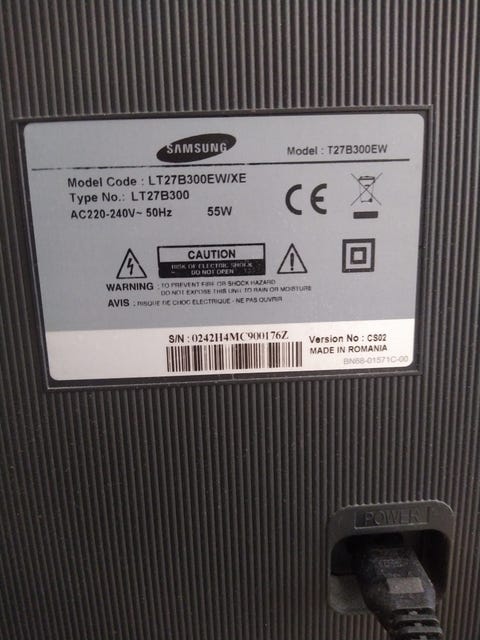 SAMSUNG
Model : T27B300EW
Model Code : LT27B300EW/XE
Type No.: LT27B300
AC220-240V~ 50Hz 55W
CE
CAUTION
RISK OF ELECTRIC SHOCK
DO NOT OPEN
WARNING : TO PREVENT FIRE OR SHOCK HAZARD
DO NOT EXPOSE THIS UNIT TO RAIN OR MOISTURE
AVIS : RISQUE DE CHOC ELECTRIQUE - NE PAS OUVRIR
S/N : 0242H4MC900176Z
Version No : CS02
MADE IN ROMANIA
BN68-01571C-00
POWER